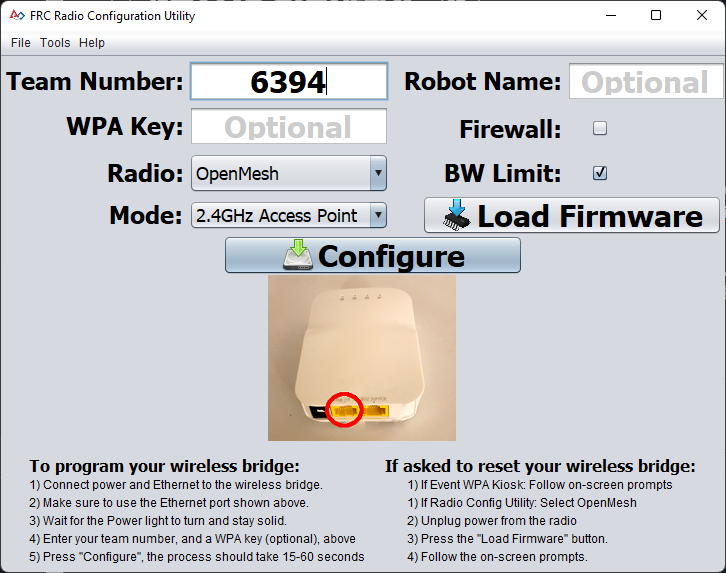 FRC Radio Configuration Utility
File Tools Help
Team Number: 6394 Robot Name: Optional
WPA Key: Optional Firewall:
Radio: OpenMesh BW Limit:
Mode: 2.4GHz Access Point Load Firmware
Configure
To program your wireless bridge:
1) Connect power and Ethernet to the wireless bridge.
2) Make sure to use the Ethernet port shown above.
3) Wait for the Power light to turn and stay solid.
4) Enter your team number, and a WPA key (optional), above
5) Press "Configure", the process should take 15-60 seconds
If asked to reset your wireless bridge:
1) If Event WPA Kiosk: Follow on-screen prompts
1) If Radio Config Utility: Select OpenMesh
2) Unplug power from the radio
3) Press the "Load Firmware" button.
4) Follow the on-screen prompts.